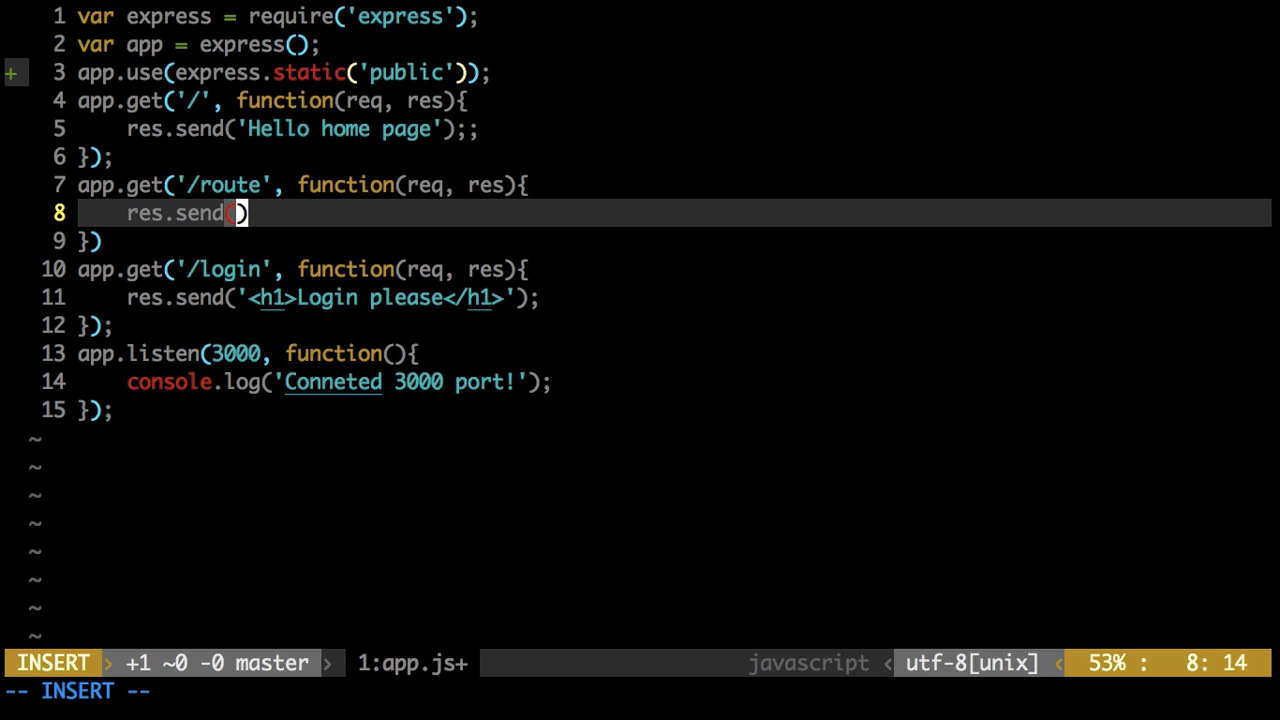 1 var express = require('express');
2 var app = express();
+ 3 app.use(express.static('public'));
4 app.get('/', function(req, res){
5     res.send('Hello home page');;
6 });
7 app.get('/route', function(req, res){
8     res.send()
9 })
10 app.get('/login', function(req, res){
11     res.send('<h1>Login please</h1>');
12 });
13 app.listen(3000, function(){
14     console.log('Conneted 3000 port!');
15 });
~
~
~
~
~
~
~
~
INSERT › +1 ~0 -0 master › 1:app.js+ javascript ‹ utf-8[unix] ‹ 53% : 8: 14
-- INSERT --